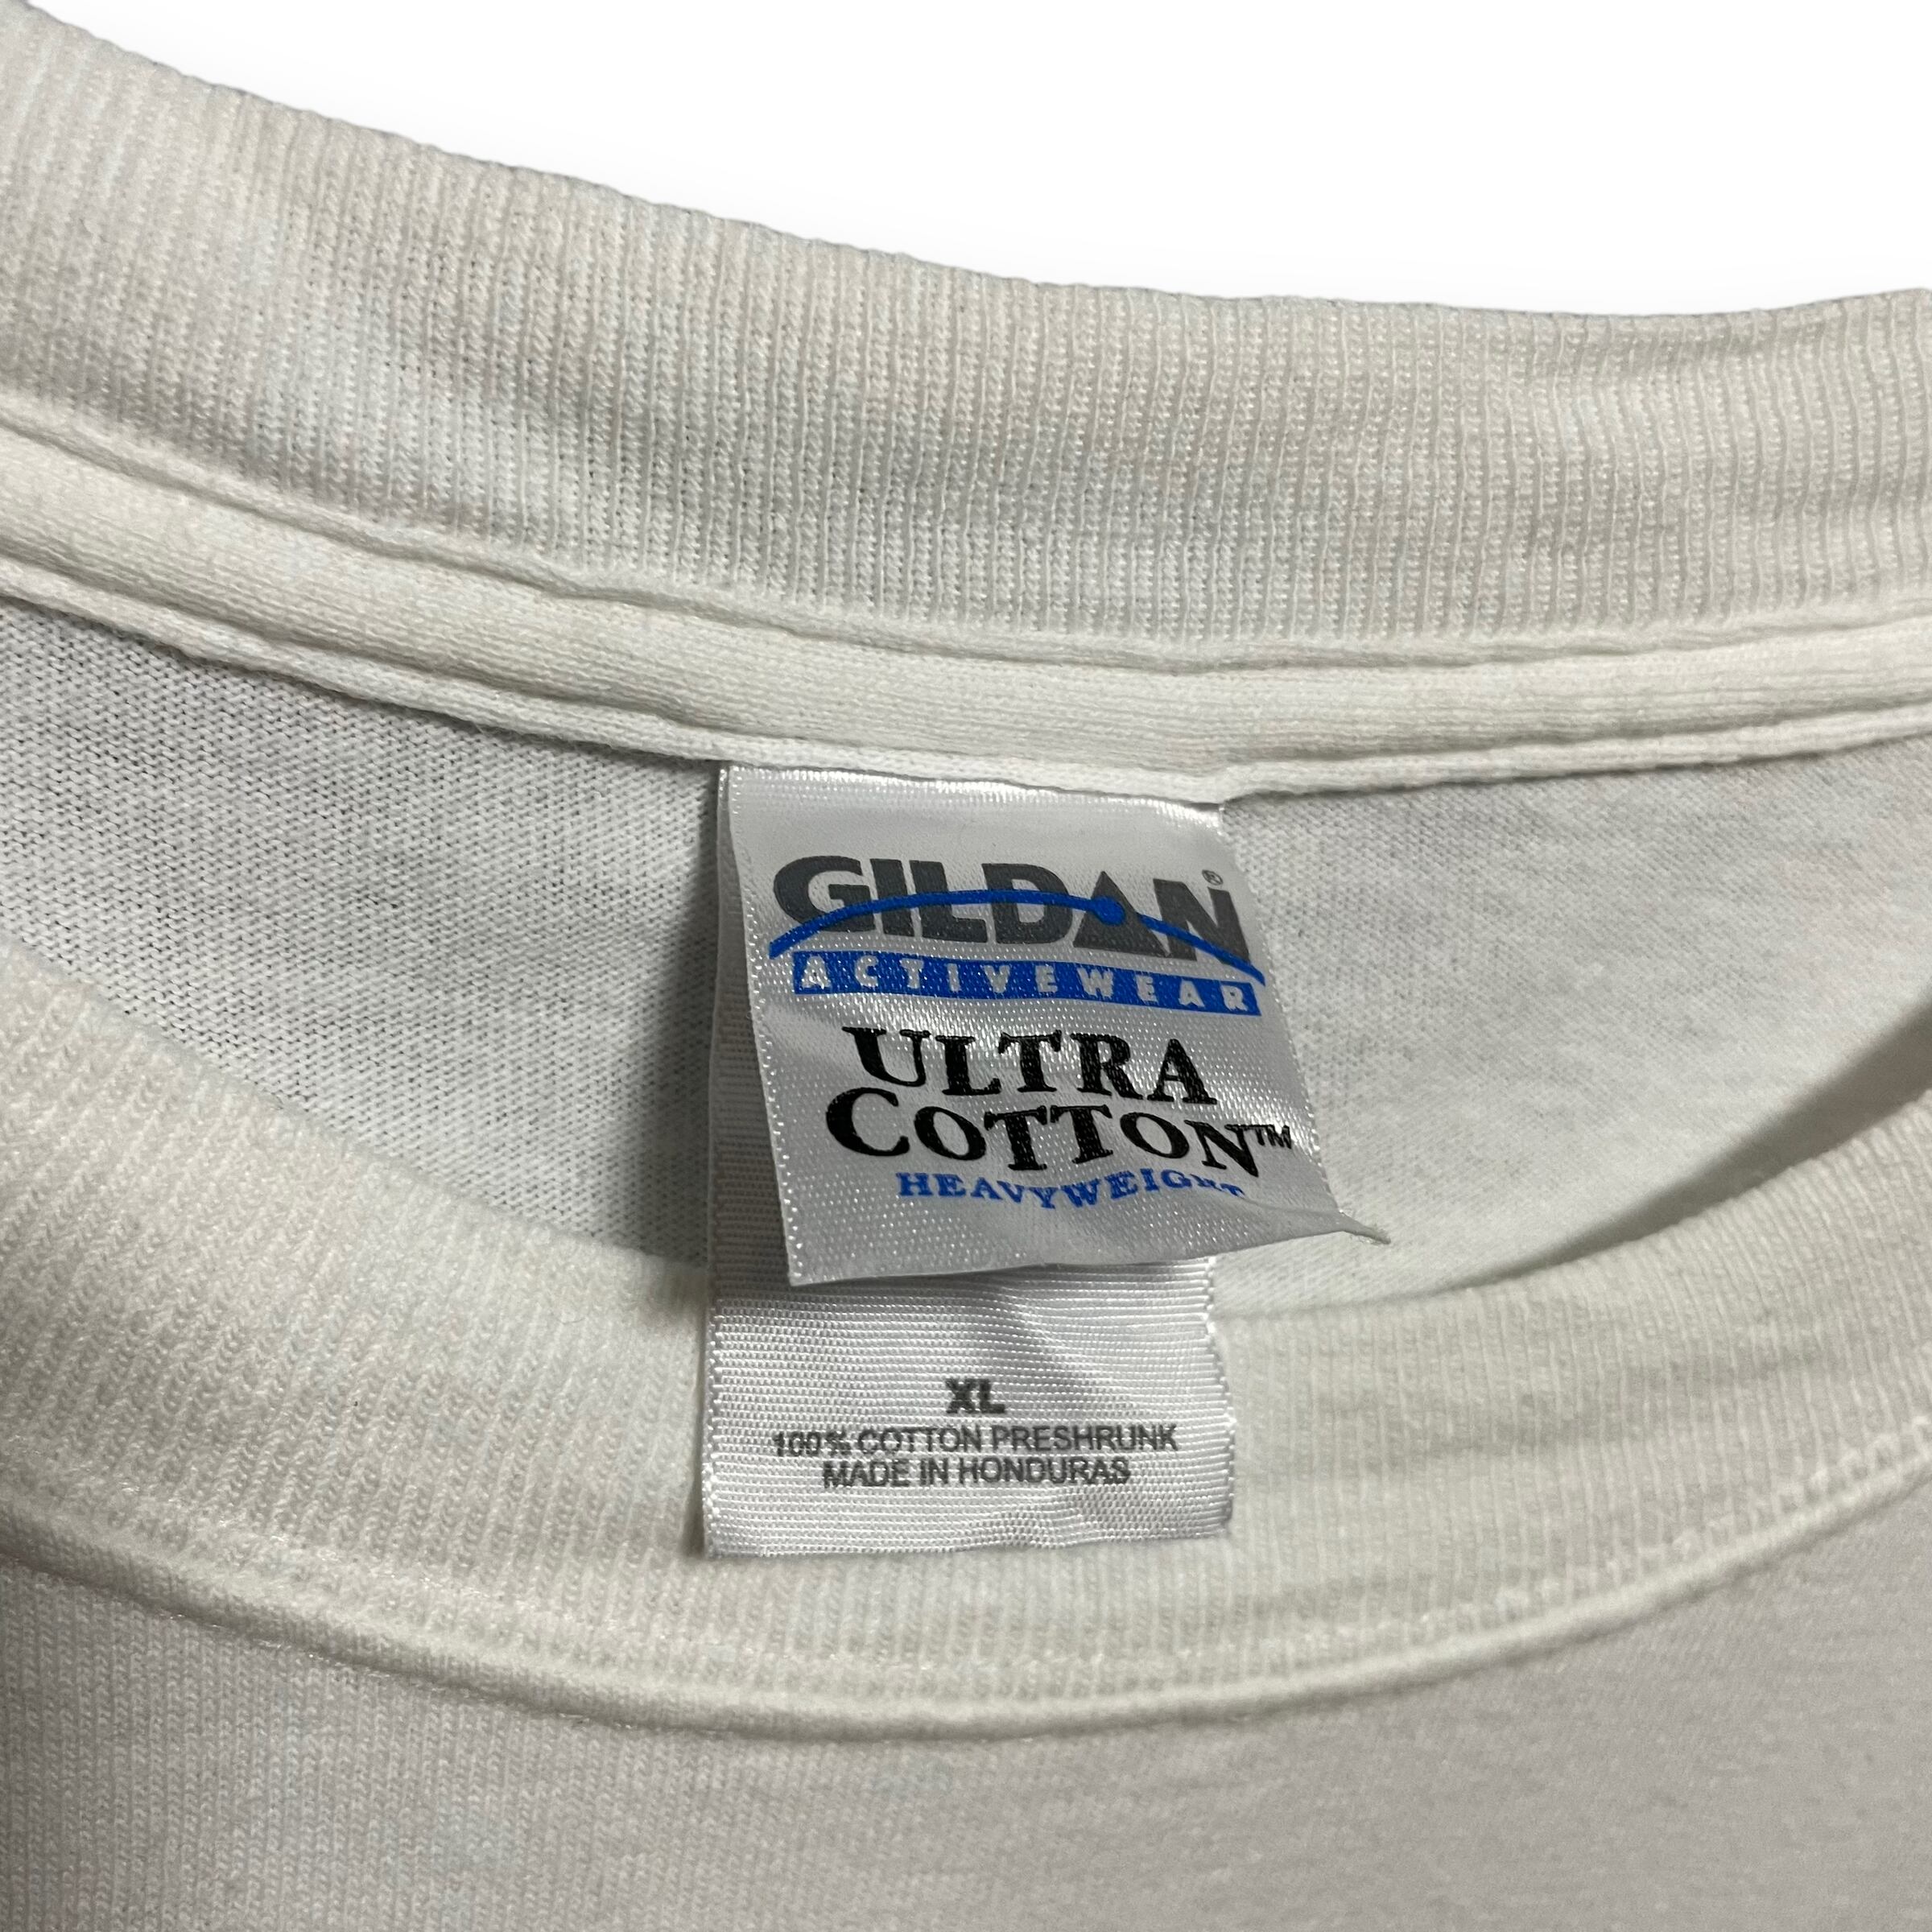 GILDAN®
ACTIVEWEAR
ULTRA
COTTON™
HEAVYWEIGHT
XL
100% COTTON PRESHRUNK
MADE IN HONDURAS